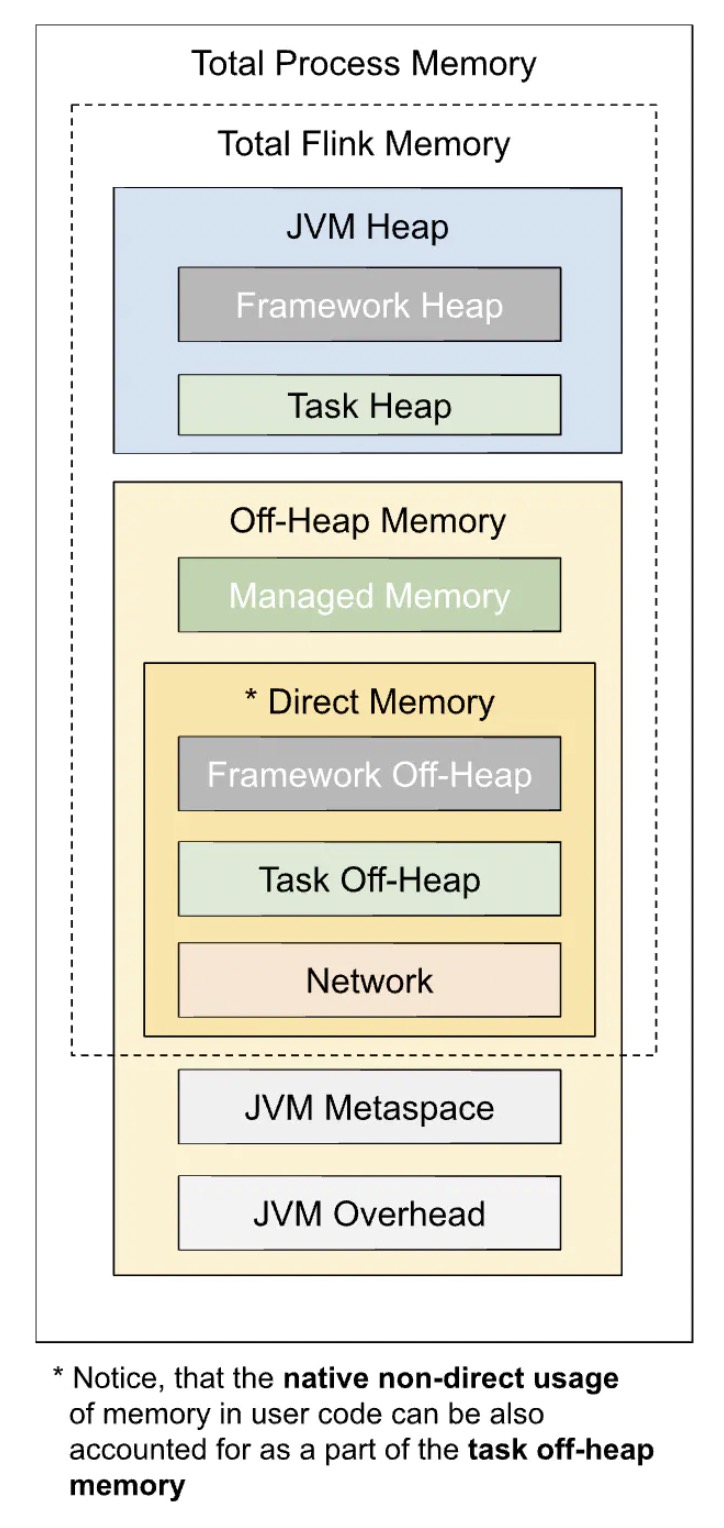 Total Process Memory
Total Flink Memory
JVM Heap
Framework Heap
Task Heap
Off-Heap Memory
Managed Memory
* Direct Memory
Framework Off-Heap
Task Off-Heap
Network
JVM Metaspace
JVM Overhead
* Notice, that the native non-direct usage
of memory in user code can be also
accounted for as a part of the task off-heap
memory